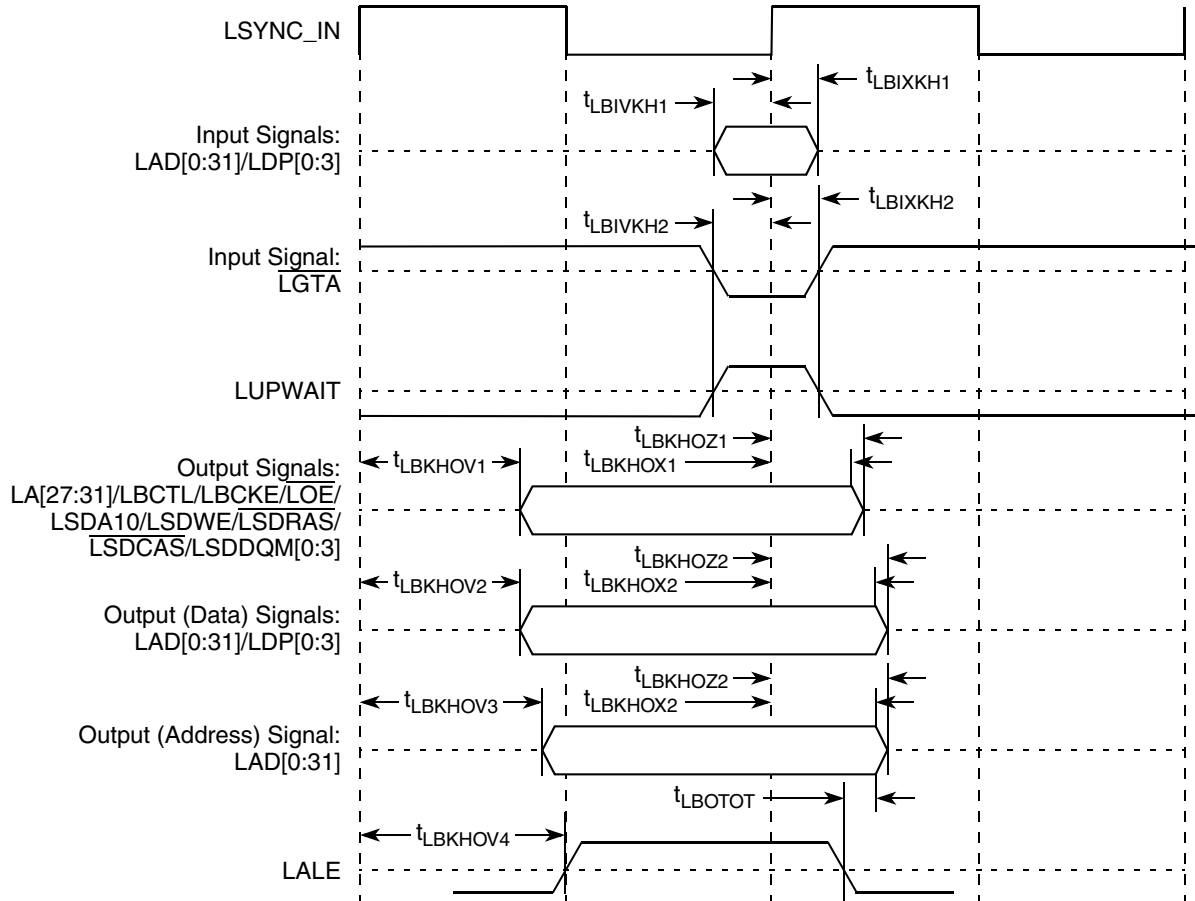 LSYNC_IN
tLBIXKH1
tLBIVKH1
Input Signals:
LAD[0:31]/LDP[0:3]
tLBIXKH2
tLBIVKH2
Input Signal:
LGTA
LUPWAIT
tLBKHOZ1
tLBKHOV1
tLBKHOX1
Output Signals:
LA[27:31]/LBCTL/LBCKE/LOE/
LSDA10/LSDWE/LSDRAS/
LSDCAS/LSDDQM[0:3]
tLBKHOZ2
tLBKHOV2
tLBKHOX2
Output (Data) Signals:
LAD[0:31]/LDP[0:3]
tLBKHOZ2
tLBKHOV3
tLBKHOX2
Output (Address) Signal:
LAD[0:31]
tLBOTOT
tLBKHOV4
LALE